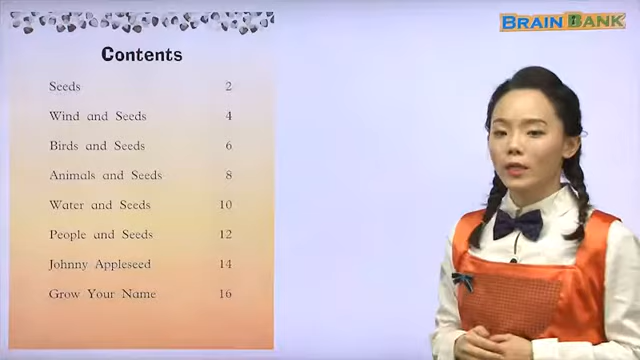 BRAIN BANK
Contents
Seeds 2
Wind and Seeds 4
Birds and Seeds 6
Animals and Seeds 8
Water and Seeds 10
People and Seeds 12
Johnny Appleseed 14
Grow Your Name 16